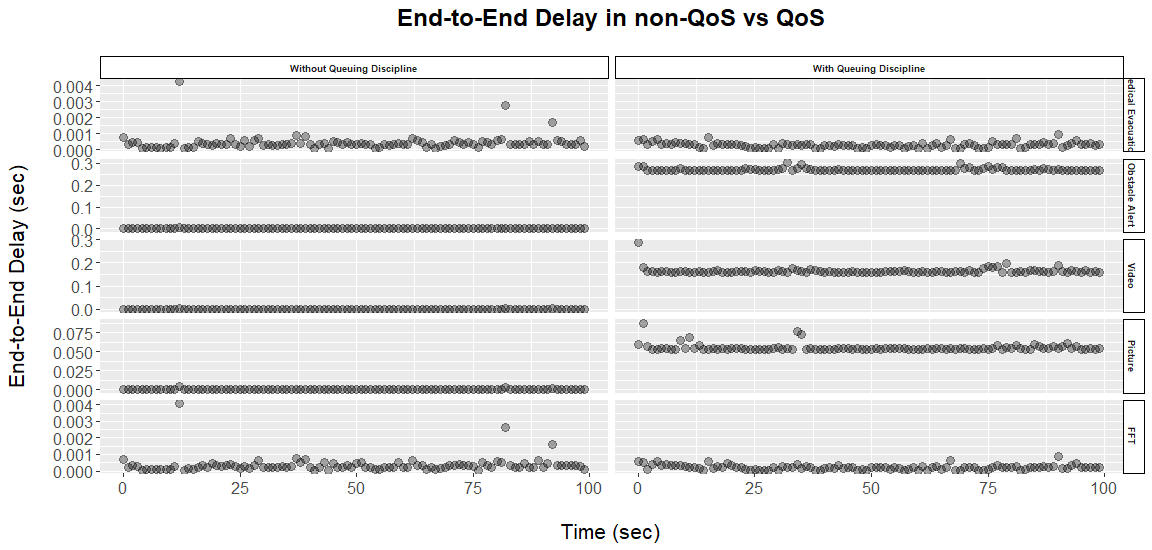 End-to-End Delay in non-QoS vs QoS
Without Queuing Discipline
With Queuing Discipline
End-to-End Delay (sec)
0.004
0.003
0.002
0.001
0.000
edical Evacuati
0.3
0.2
0.1
0.0
Obstacle Alert
0.3
0.2
0.1
0.0
Video
0.075
0.050
0.025
0.000
Picture
0.004
0.003
0.002
0.001
0.000
FFT
0 25 50 75 100 0 25 50 75 100
Time (sec)